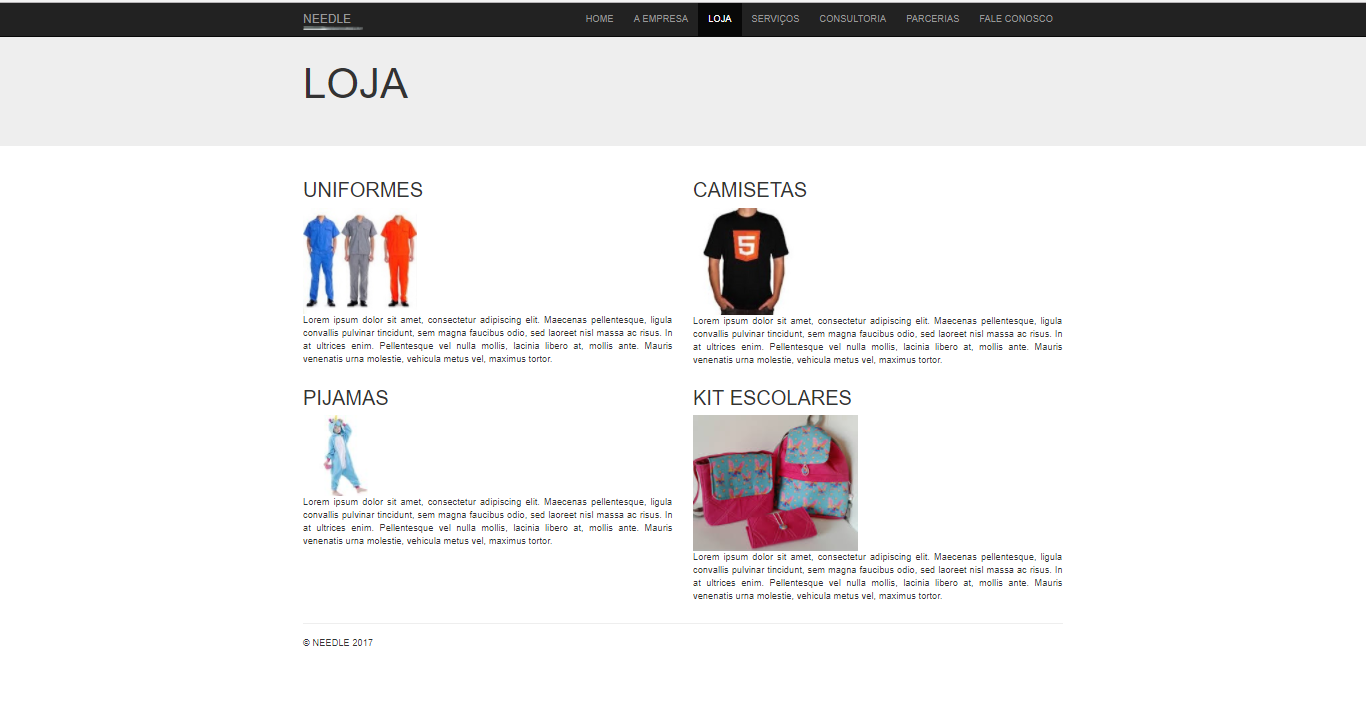 NEEDLE HOME A EMPRESA LOJA SERVIÇOS CONSULTORIA PARCERIAS FALE CONOSCO
LOJA
UNIFORMES
Lorem ipsum dolor sit amet, consectetur adipiscing elit. Maecenas pellentesque, ligula
convallis pulvinar tincidunt, sem magna faucibus odio, sed laoreet nisl massa ac risus. In
at ultrices enim. Pellentesque vel nulla mollis, lacinia libero at, mollis ante. Mauris
venenatis urna molestie, vehicula metus vel, maximus tortor.
CAMISETAS
5
Lorem ipsum dolor sit amet, consectetur adipiscing elit. Maecenas pellentesque, ligula
convallis pulvinar tincidunt, sem magna faucibus odio, sed laoreet nisl massa ac risus. In
at ultrices enim. Pellentesque vel nulla mollis, lacinia libero at, mollis ante. Mauris
venenatis urna molestie, vehicula metus vel, maximus tortor.
PIJAMAS
Lorem ipsum dolor sit amet, consectetur adipiscing elit. Maecenas pellentesque, ligula
convallis pulvinar tincidunt, sem magna faucibus odio, sed laoreet nisl massa ac risus. In
at ultrices enim. Pellentesque vel nulla mollis, lacinia libero at, mollis ante. Mauris
venenatis urna molestie, vehicula metus vel, maximus tortor.
KIT ESCOLARES
Lorem ipsum dolor sit amet, consectetur adipiscing elit. Maecenas pellentesque, ligula
convallis pulvinar tincidunt, sem magna faucibus odio, sed laoreet nisl massa ac risus. In
at ultrices enim. Pellentesque vel nulla mollis, lacinia libero at, mollis ante. Mauris
venenatis urna molestie, vehicula metus vel, maximus tortor.
© NEEDLE 2017